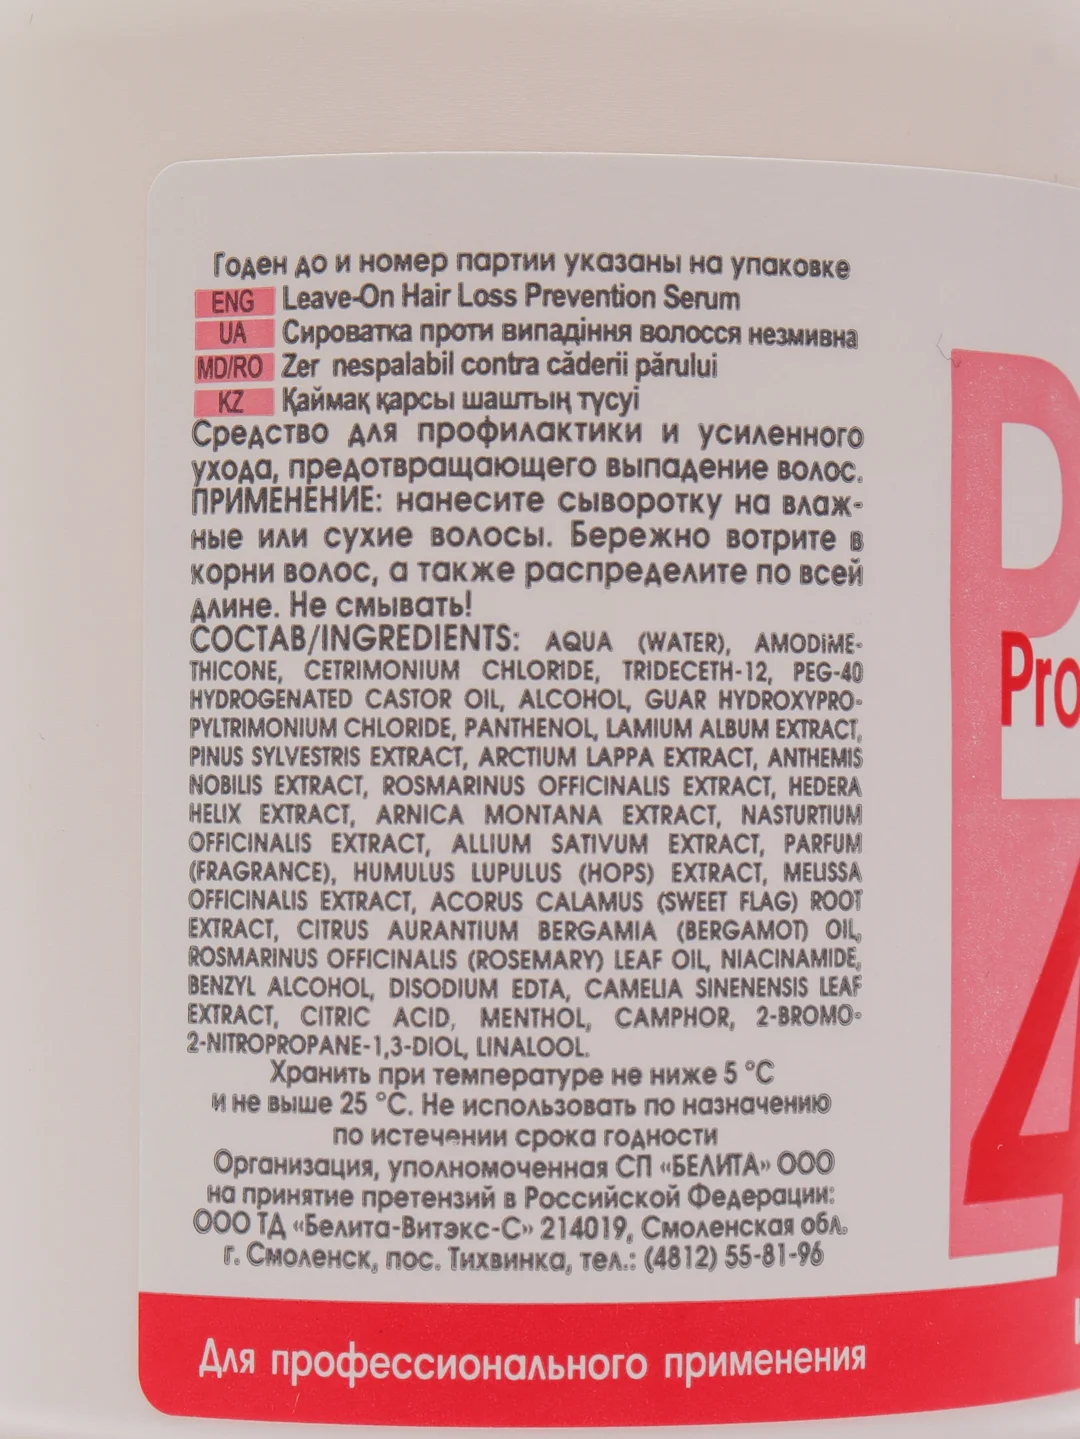 Годен до и номер партии указаны на упаковке
ENG Leave-On Hair Loss Prevention Serum
UA Сироватка проти випадіння волосся незмивна
MD/RO Zer nespalabil contra căderii părului
KZ Қаймақ қарсы шаштың түсуі
Средство для профилактики и усиленного
ухода, предотвращающего выпадение волос.
ПРИМЕНЕНИЕ: нанесите сыворотку на влаж-
ные или сухие волосы. Бережно вотрите в
корни волос, а также распределите по всей
длине. Не смывать!
СОСТАВ/INGREDIENTS: AQUA (WATER), AMODIME-
THICONE, CETRIMONIUM CHLORIDE, TRIDECETH-12, PEG-40
HYDROGENATED CASTOR OIL, ALCOHOL, GUAR HYDROXYPRO-
PYLTRIMONIUM CHLORIDE, PANTHENOL, LAMIUM ALBUM EXTRACT,
PINUS SYLVESTRIS EXTRACT, ARCTIUM LAPPA EXTRACT, ANTHEMIS
NOBILIS EXTRACT, ROSMARINUS OFFICINALIS EXTRACT, HEDERA
HELIX EXTRACT, ARNICA MONTANA EXTRACT, NASTURTIUM
OFFICINALIS EXTRACT, ALLIUM SATIVUM EXTRACT, PARFUM
(FRAGRANCE), HUMULUS LUPULUS (HOPS) EXTRACT, MELISSA
OFFICINALIS EXTRACT, ACORUS CALAMUS (SWEET FLAG) ROOT
EXTRACT, CITRUS AURANTIUM BERGAMIA (BERGAMOT) OIL,
ROSMARINUS OFFICINALIS (ROSEMARY) LEAF OIL, NIACINAMIDE,
BENZYL ALCOHOL, DISODIUM EDTA, CAMELIA SINENENSIS LEAF
EXTRACT, CITRIC ACID, MENTHOL, CAMPHOR, 2-BROMO-
2-NITROPROPANE-1,3-DIOL, LINALOOL.
Хранить при температуре не ниже 5 °C
и не выше 25 °C. Не использовать по назначению
по истечении срока годности
Организация, уполномоченная СП «БЕЛИТА» ООО
на принятие претензий в Российской Федерации:
ООО ТД «Белита-Витэкс-С» 214019, Смоленская обл.
г. Смоленск, пос. Тихвинка, тел.: (4812) 55-81-96
Для профессионального применения
Pro
4